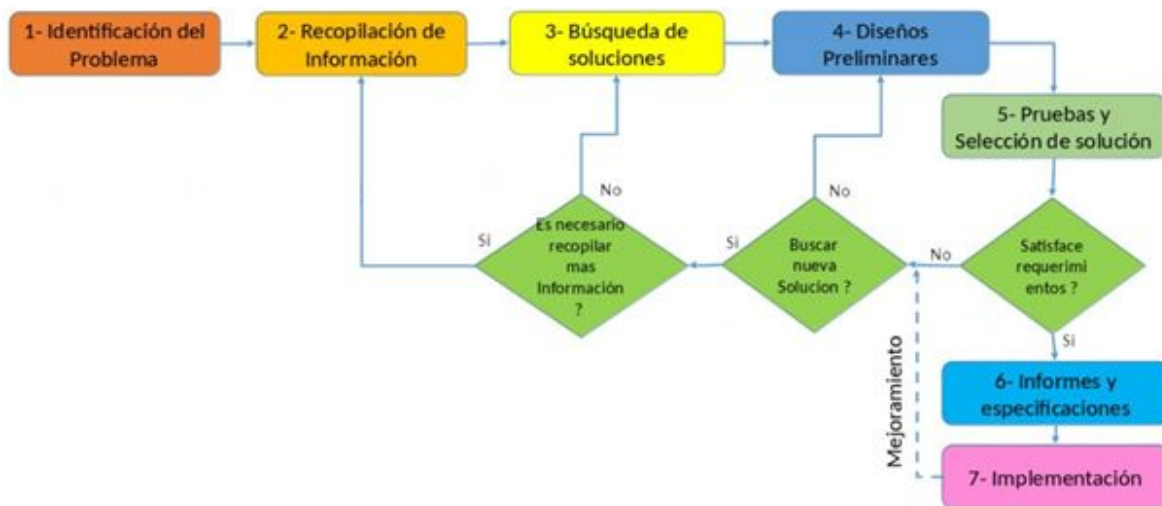 1- Identificación del
Problema
2- Recopilación de
Información
3- Búsqueda de
soluciones
4- Diseños
Preliminares
5- Pruebas y
Selección de solución
No
No
Es necesario
recopilar
mas
Información
?
Si
Buscar
nueva
Solucion ?
Si
Satisface
requerimi
entos ?
No
Si
Mejoramiento
6- Informes y
especificaciones
7- Implementación